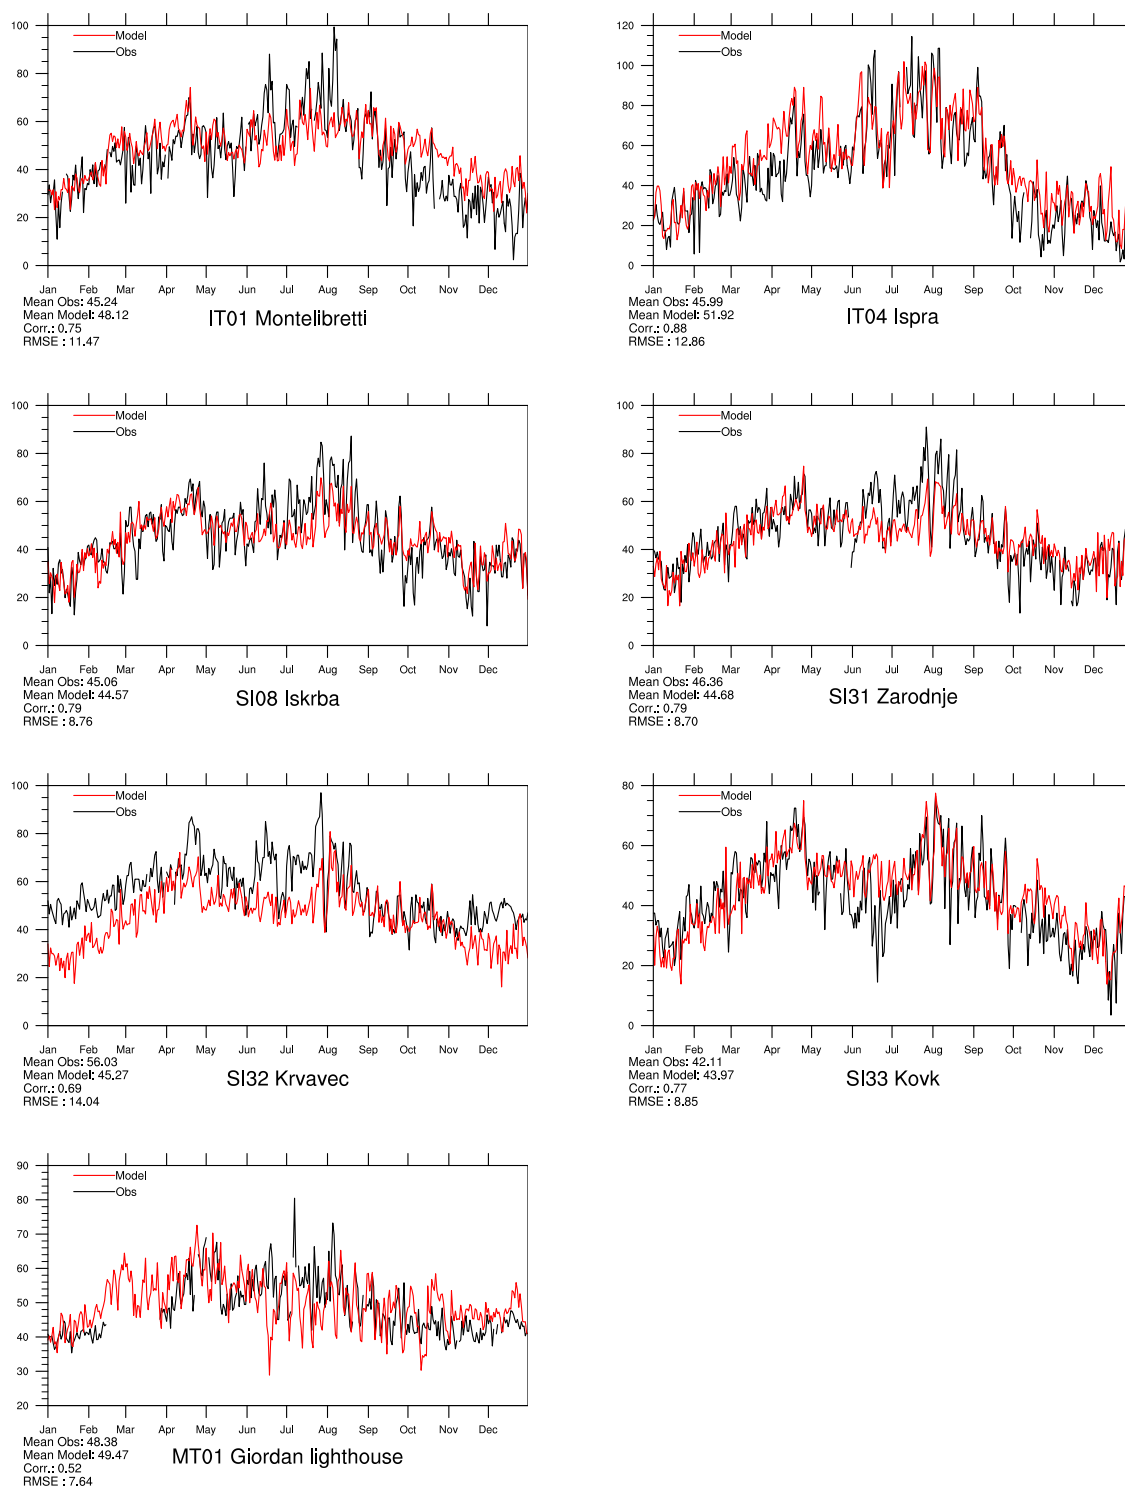 100
80
60
40
20
0
Model
Obs
Jan Feb Mar Apr May Jun Jul Aug Sep Oct Nov Dec
Mean Obs: 45.24
Mean Model: 48.12
Corr.: 0.75
RMSE : 11.47
IT01 Montelibretti
120
100
80
60
40
20
0
Model
Obs
Jan Feb Mar Apr May Jun Jul Aug Sep Oct Nov Dec
Mean Obs: 45.99
Mean Model: 51.92
Corr.: 0.88
RMSE : 12.86
IT04 Ispra
100
80
60
40
20
0
Model
Obs
Jan Feb Mar Apr May Jun Jul Aug Sep Oct Nov Dec
Mean Obs: 45.06
Mean Model: 44.57
Corr.: 0.79
RMSE : 8.76
SI08 Iskrba
100
80
60
40
20
0
Model
Obs
Jan Feb Mar Apr May Jun Jul Aug Sep Oct Nov Dec
Mean Obs: 46.36
Mean Model: 44.68
Corr.: 0.79
RMSE : 8.70
SI31 Zarodnje
100
80
60
40
20
0
Model
Obs
Jan Feb Mar Apr May Jun Jul Aug Sep Oct Nov Dec
Mean Obs: 56.03
Mean Model: 45.27
Corr.: 0.69
RMSE : 14.04
SI32 Krvavec
80
60
40
20
0
Model
Obs
Jan Feb Mar Apr May Jun Jul Aug Sep Oct Nov Dec
Mean Obs: 42.11
Mean Model: 43.97
Corr.: 0.77
RMSE : 8.85
SI33 Kovk
90
80
70
60
50
40
30
20
Model
Obs
Jan Feb Mar Apr May Jun Jul Aug Sep Oct Nov Dec
Mean Obs: 48.38
Mean Model: 49.47
Corr.: 0.52
RMSE : 7.64
MT01 Giordan lighthouse